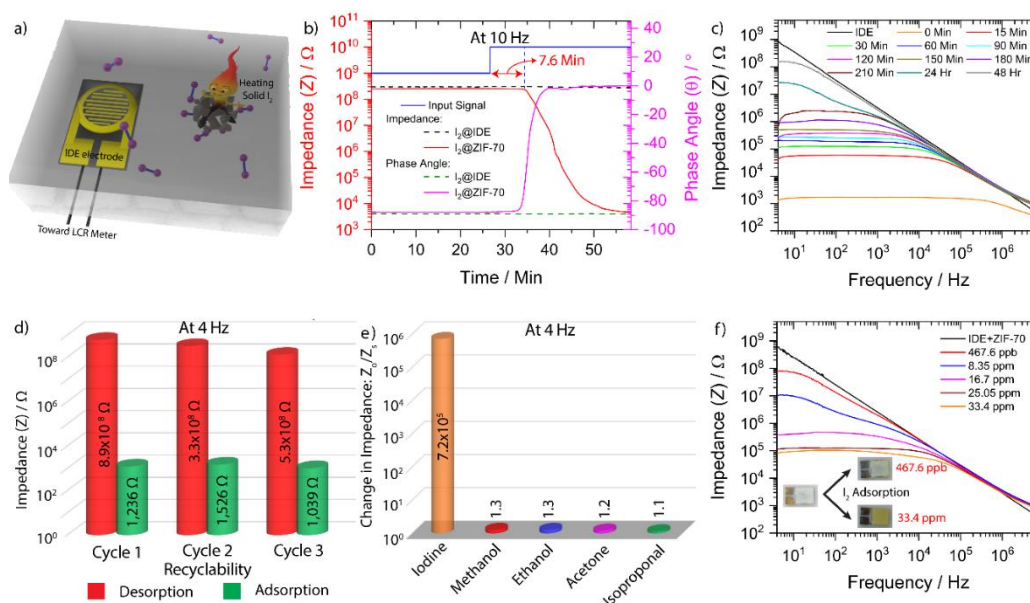 a)
Heating
Solid I2
IDE electrode
Toward LCR Meter
b)
At 10 Hz
Impedance (Z) / Ω
10^11
10^10
10^9
10^8
10^7
10^6
10^5
10^4
10^3
7.6 Min
Input Signal
Impedance:
I2@IDE
I2@ZIF-70
Phase Angle:
I2@IDE
I2@ZIF-70
40
20
0
-20
-40
-60
-80
-100
Phase Angle (θ) / °
0 10 20 30 40 50
Time / Min
c)
Impedance (Z) / Ω
10^9
10^8
10^7
10^6
10^5
10^4
10^3
10^2
IDE 0 Min 15 Min
30 Min 60 Min 90 Min
120 Min 150 Min 180 Min
210 Min 24 Hr 48 Hr
10^1 10^2 10^3 10^4 10^5 10^6
Frequency / Hz
d)
At 4 Hz
Impedance (Z) / Ω
10^8
10^6
10^4
10^2
10^0
8.9x10^8 Ω
1,236 Ω
3.3x10^8 Ω
1,526 Ω
5.3x10^8 Ω
1,039 Ω
Cycle 1 Cycle 2 Cycle 3
Recyclability
Desorption Adsorption
e)
At 4 Hz
Change in Impedance: Z0/Zs
10^6
10^5
10^4
10^3
10^2
10^1
10^0
7.2x10^5
1.3
1.3
1.2
1.1
Iodine
Methanol
Ethanol
Acetone
Isoproponal
f)
Impedance (Z) / Ω
10^9
10^8
10^7
10^6
10^5
10^4
10^3
10^2
IDE+ZIF-70
467.6 ppb
8.35 ppm
16.7 ppm
25.05 ppm
33.4 ppm
467.6 ppb
I2 Adsorption
33.4 ppm
10^1 10^2 10^3 10^4 10^5 10^6
Frequency / Hz